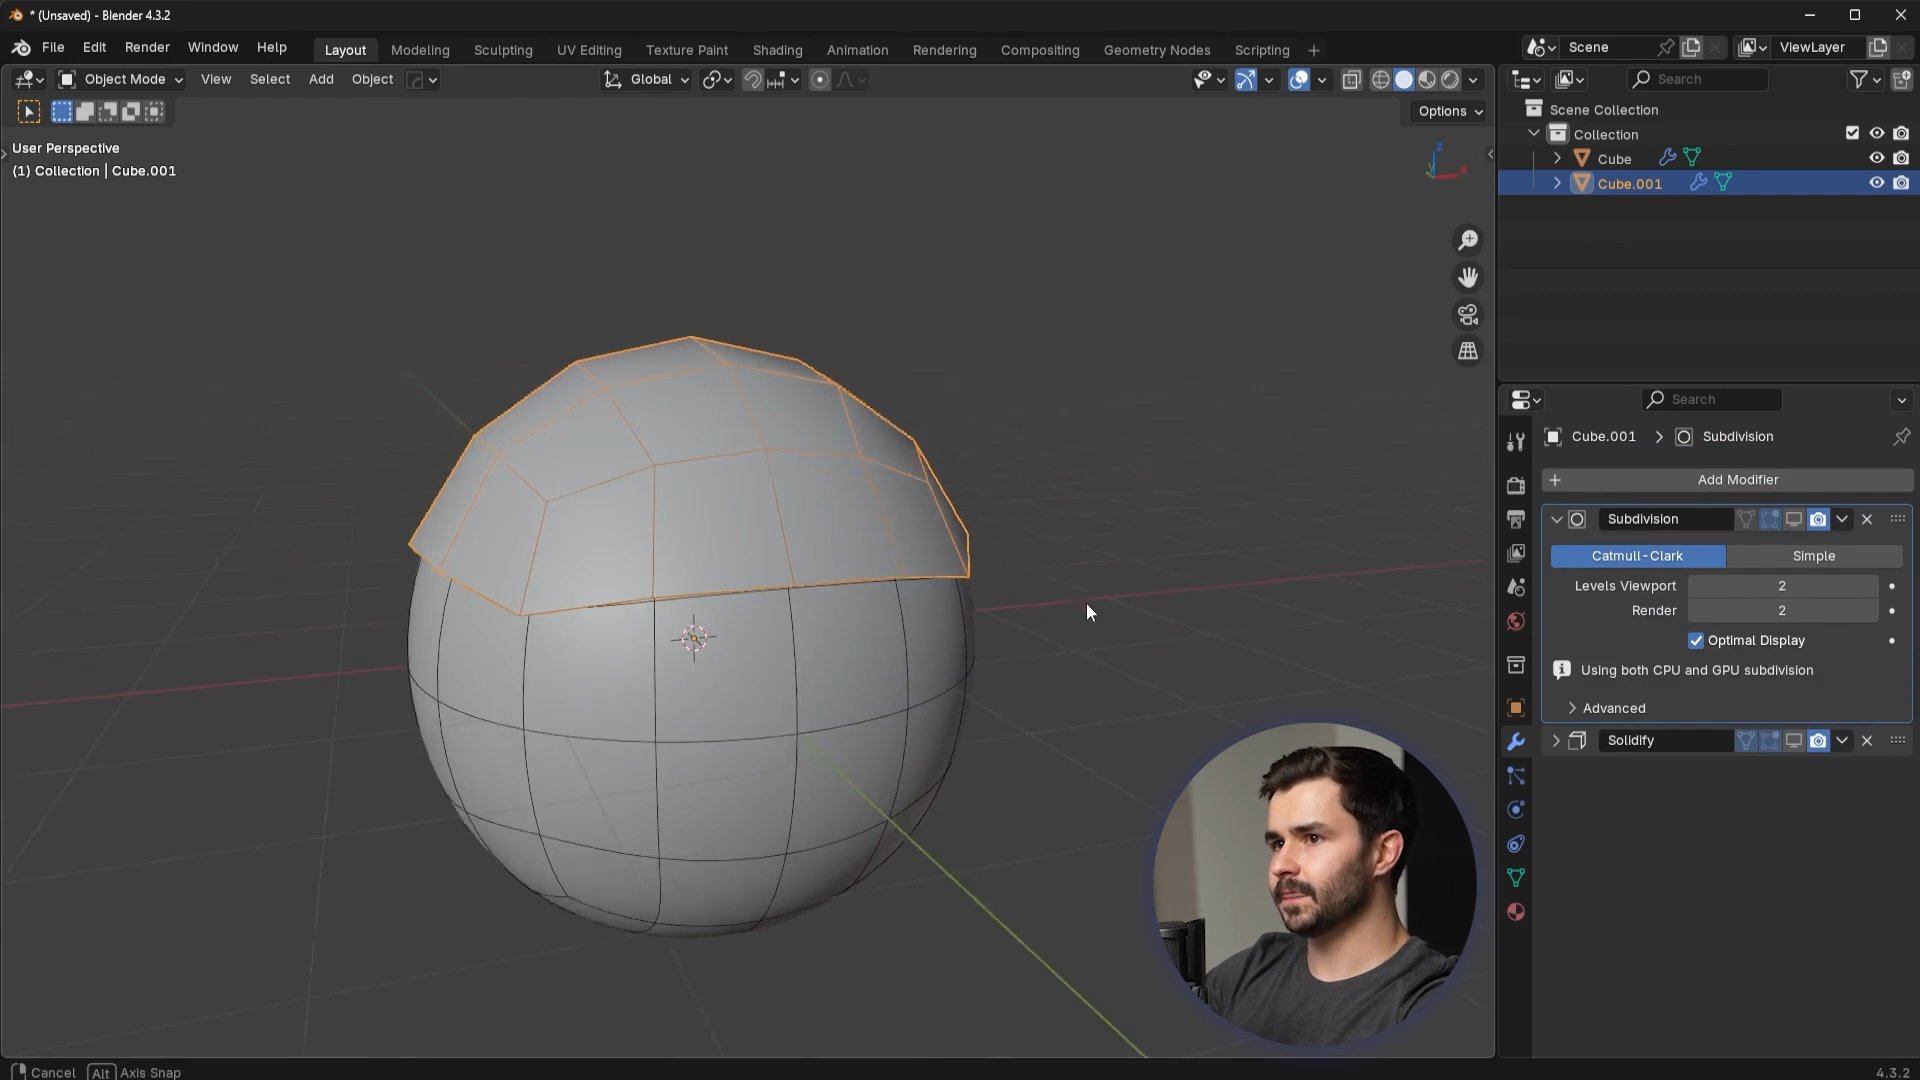 * (Unsaved) - Blender 4.3.2
File Edit Render Window Help
Layout Modeling Sculpting UV Editing Texture Paint Shading Animation Rendering Compositing Geometry Nodes Scripting
Scene
ViewLayer
Object Mode View Select Add Object
Global
Search
Options
User Perspective
(1) Collection | Cube.001
Z
X
Y
Scene Collection
Collection
Cube
Cube.001
Search
Cube.001 > Subdivision
Add Modifier
Subdivision
Catmull-Clark Simple
Levels Viewport 2
Render 2
Optimal Display
Using both CPU and GPU subdivision
Advanced
Solidify
Cancel Alt Axis Snap
4.3.2